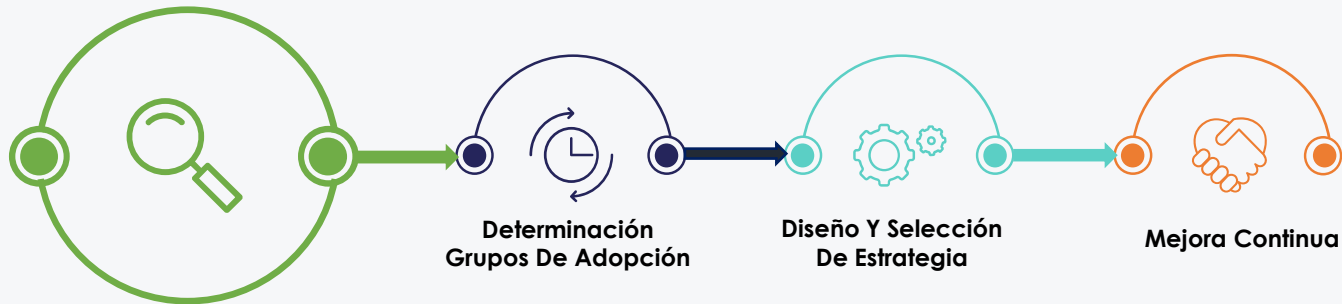 Determinación
Grupos De Adopción
Diseño Y Selección
De Estrategia
Mejora Continua